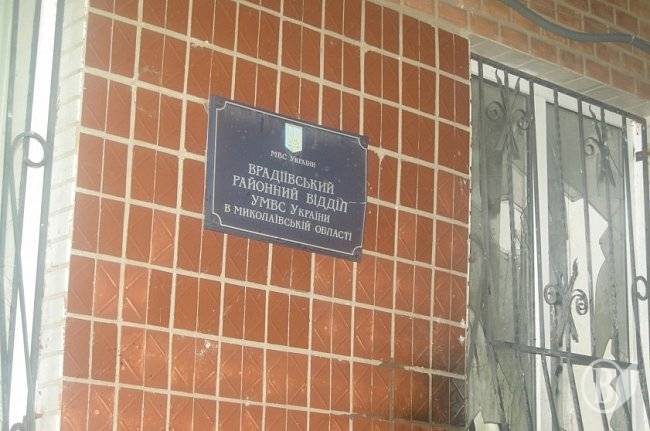 МВС УКРАЇНИ
ВРАДІЇВСЬКИЙ
РАЙОННИЙ ВІДДІЛ
УМВС УКРАЇНИ
В МИКОЛАЇВСЬКІЙ ОБЛАСТІ